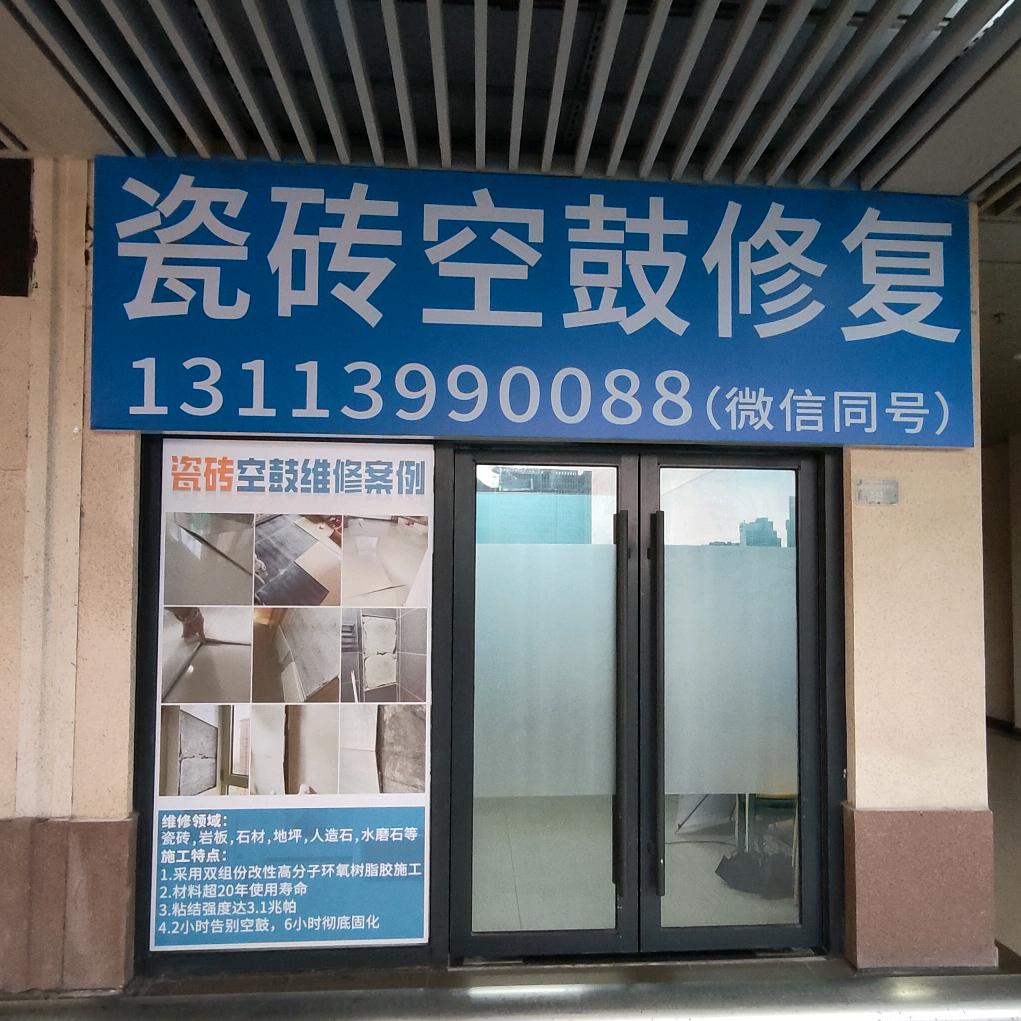 瓷砖空鼓修复
13113990088(微信同号)
瓷砖空鼓维修案例
维修领域：
瓷砖,岩板,石材,地坪,人造石,水磨石等
施工特点：
1.采用双组份改性高分子环氧树脂胶施工
2.材料超20年使用寿命
3.粘结强度达3.1兆帕
4.2小时告别空鼓，6小时彻底固化